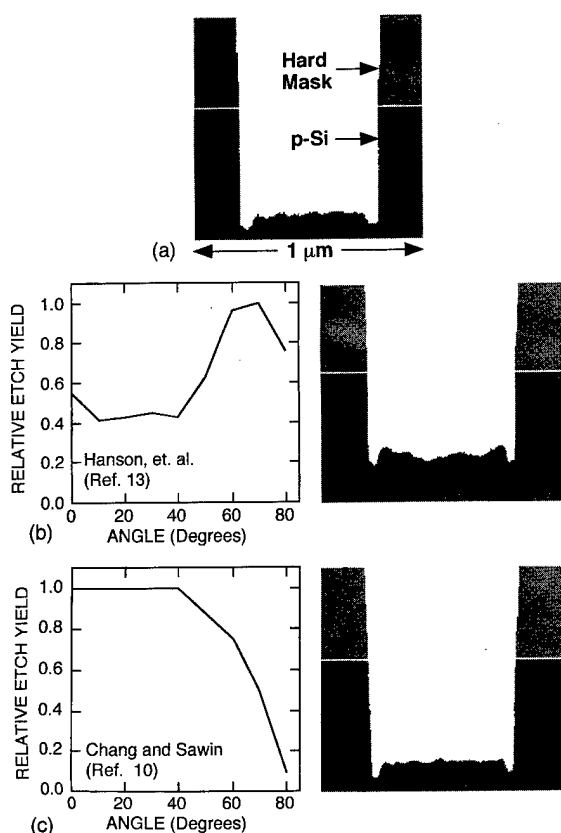 Hard
Mask
p-Si
(a)
1 μm
RELATIVE ETCH YIELD
1.0
0.8
0.6
0.4
0.2
0.0
Hanson, et. al.
(Ref. 13)
0 20 40 60 80
(b)
ANGLE (Degrees)
RELATIVE ETCH YIELD
1.0
0.8
0.6
0.4
0.2
0.0
Chang and Sawin
(Ref. 10)
0 20 40 60 80
(c)
ANGLE (Degrees)